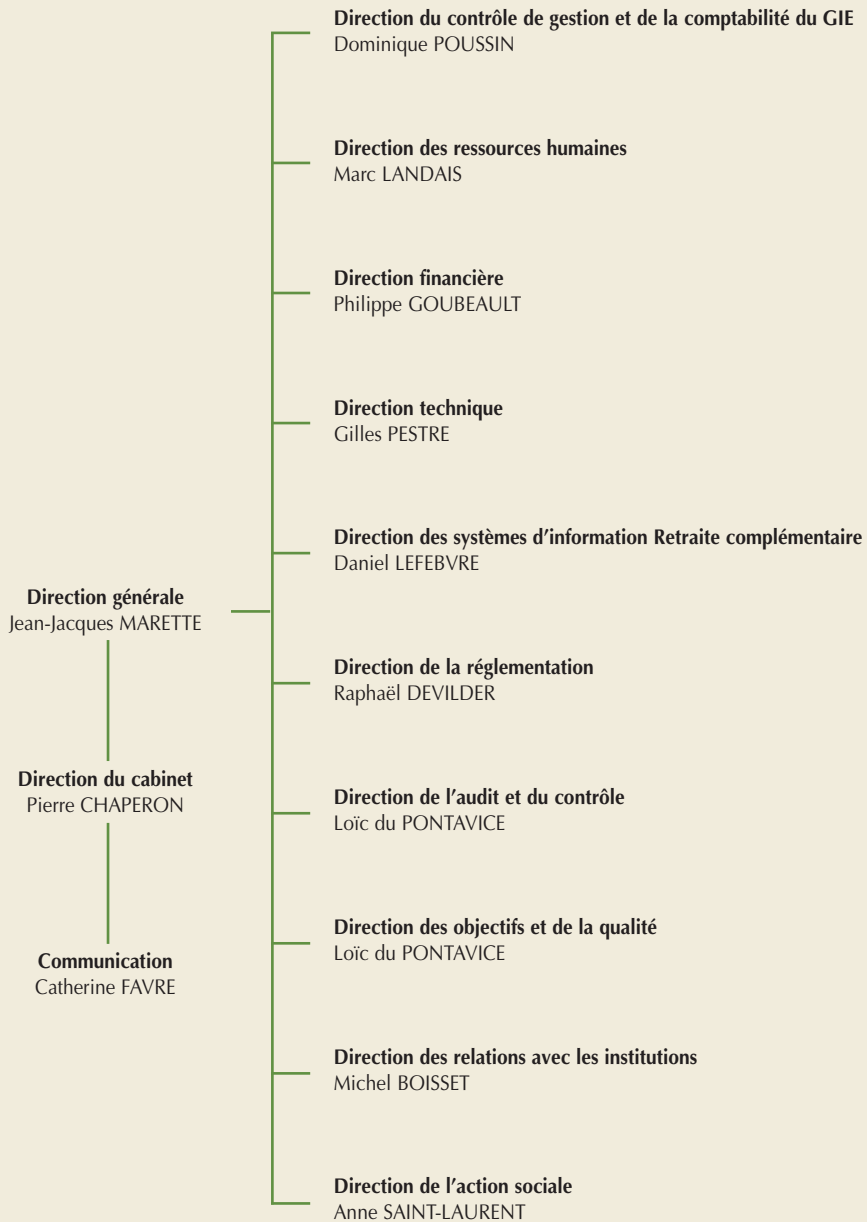 Direction du contrôle de gestion et de la comptabilité du GIE
Dominique POUSSIN
Direction des ressources humaines
Marc LANDAIS
Direction financière
Philippe GOUBEAULT
Direction technique
Gilles PESTRE
Direction des systèmes d'information Retraite complémentaire
Daniel LEFEBVRE
Direction générale
Jean-Jacques MARETTE
Direction de la réglementation
Raphaël DEVILDER
Direction du cabinet
Pierre CHAPERON
Direction de l'audit et du contrôle
Loïc du PONTAVICE
Direction des objectifs et de la qualité
Loïc du PONTAVICE
Communication
Catherine FAVRE
Direction des relations avec les institutions
Michel BOISSET
Direction de l'action sociale
Anne SAINT-LAURENT